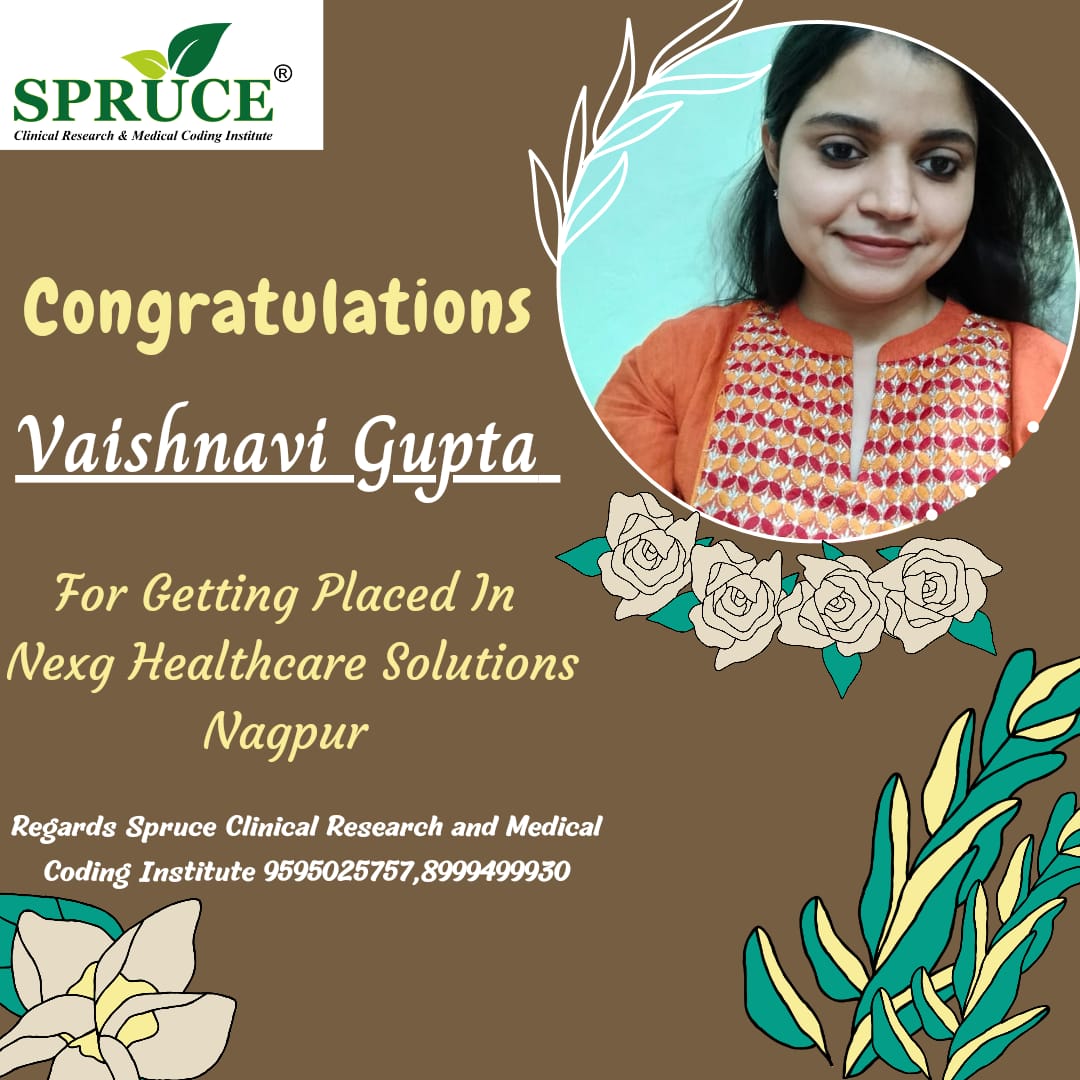 SPRUCE®
Clinical Research & Medical Coding Institute
Congratulations
Vaishnavi Gupta
For Getting Placed In
Nexg Healthcare Solutions
Nagpur
Regards Spruce Clinical Research and Medical
Coding Institute 9595025757,8999499930